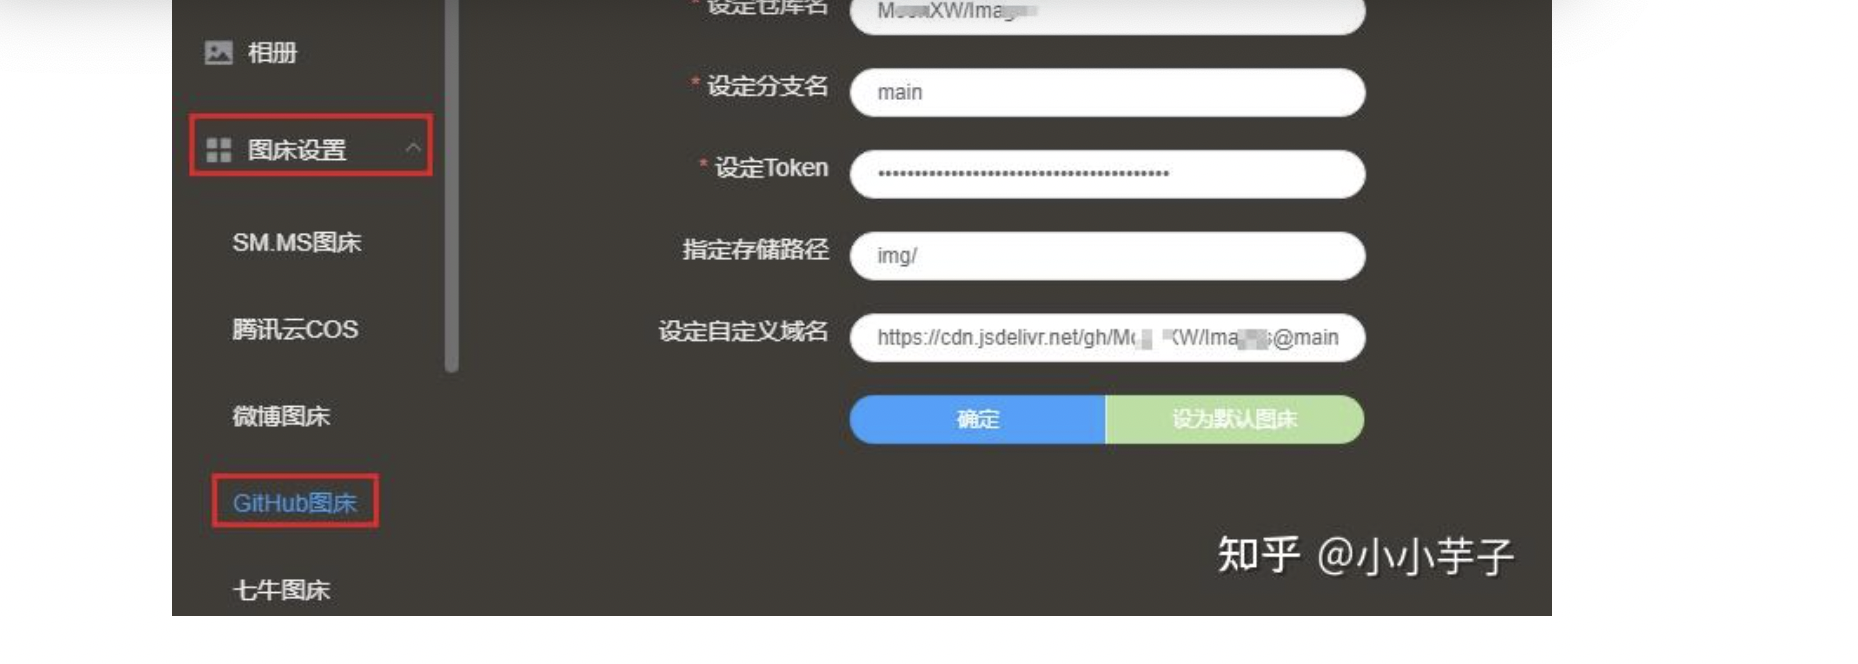 相册
图床设置
SM.MS图床
腾讯云COS
微博图床
GitHub图床
七牛图床
* 设定仓库名
XW/Ima
* 设定分支名
main
* 设定Token
••••••••••••••••••••••••••••••••••••••••
指定存储路径
img/
设定自定义域名
https://cdn.jsdelivr.net/gh/M XW/Ima s@main
确定
设为默认图床
知乎 @小小芋子